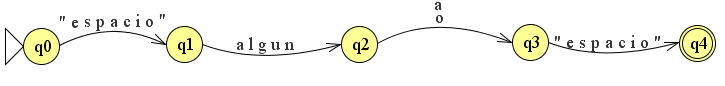 "espacio"
a
o
q0
q1
algun
q2
q3
"espacio"
q4